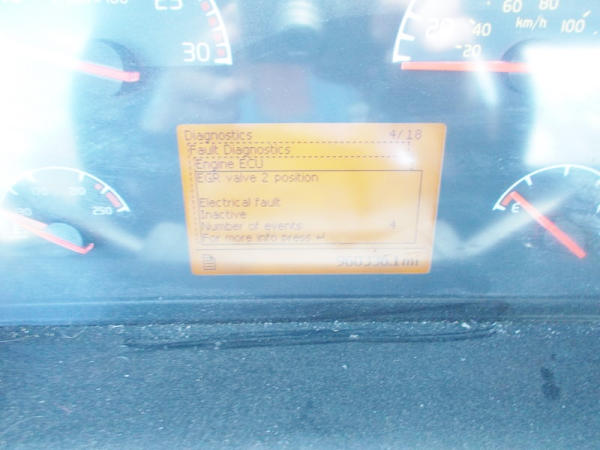 25
30
60 80
km/h 100
20 40
20
Diagnostics 4/18
Fault Diagnostics
Engine ECU
EGR valve 2 position
Electrical fault
Inactive
Number of events 4
For more info press ↵
mi
250
E